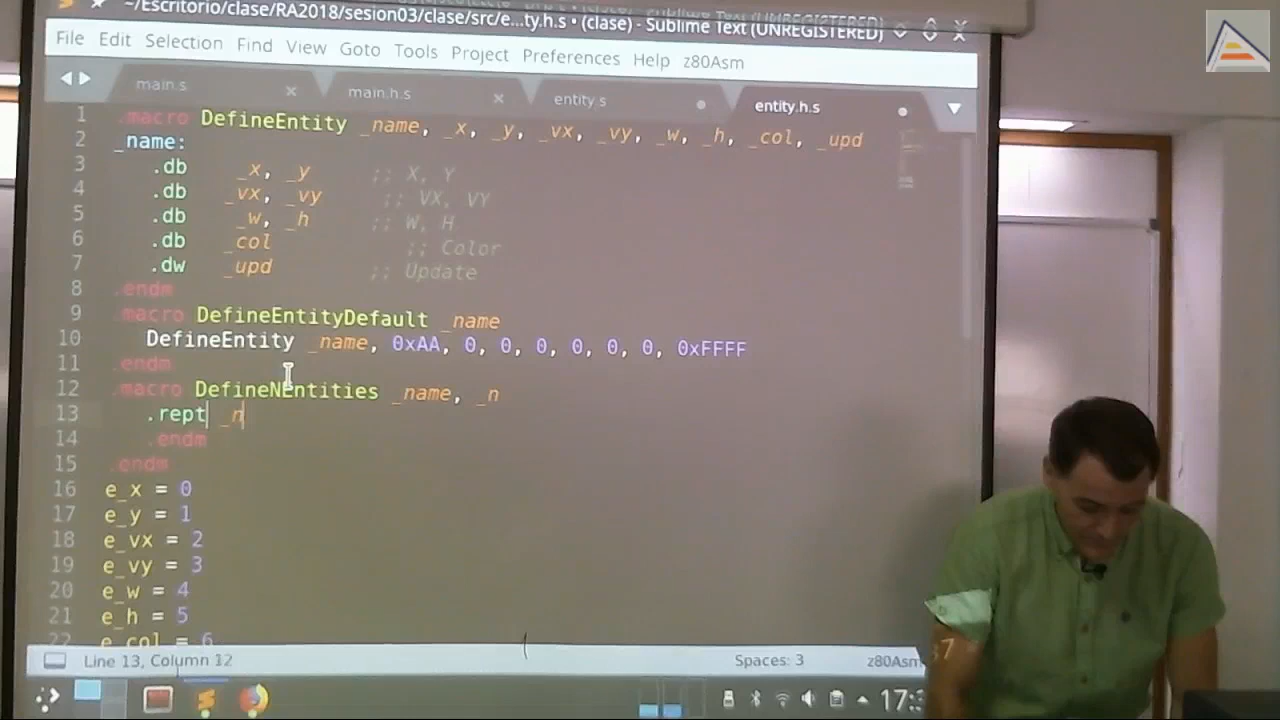 ~/Escritorio/clase/RA2018/sesion03/clase/src/e...ty.h.s • (clase) - Sublime Text (UNREGISTERED)
File Edit Selection Find View Goto Tools Project Preferences Help z80Asm
main.s main.h.s entity.s entity.h.s
1 .macro DefineEntity _name, _x, _y, _vx, _vy, _w, _h, _col, _upd
2 _name:
3 .db _x, _y ;; X, Y
4 .db _vx, _vy ;; VX, VY
5 .db _w, _h ;; W, H
6 .db _col ;; Color
7 .dw _upd ;; Update
8 .endm
9 .macro DefineEntityDefault _name
10 DefineEntity _name, 0xAA, 0, 0, 0, 0, 0, 0, 0xFFFF
11 .endm
12 .macro DefineNEntities _name, _n
13 .rept _n
14 .endm
15 .endm
16 e_x = 0
17 e_y = 1
18 e_vx = 2
19 e_vy = 3
20 e_w = 4
21 e_h = 5
22 e_col = 6
Line 13, Column 12 Spaces: 3 z80Asm